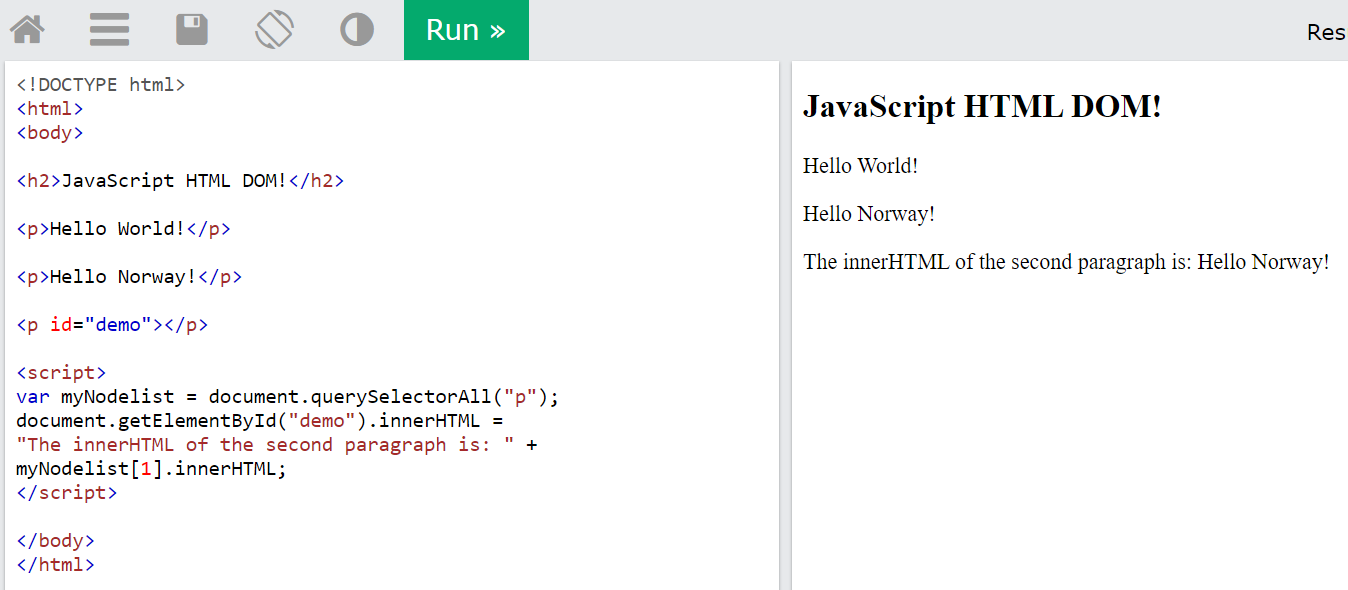 Run »
Res
<!DOCTYPE html>
<html>
<body>
<h2>JavaScript HTML DOM!</h2>
<p>Hello World!</p>
<p>Hello Norway!</p>
<p id="demo"></p>
<script>
var myNodelist = document.querySelectorAll("p");
document.getElementById("demo").innerHTML =
"The innerHTML of the second paragraph is: " +
myNodelist[1].innerHTML;
</script>
</body>
</html>
JavaScript HTML DOM!
Hello World!
Hello Norway!
The innerHTML of the second paragraph is: Hello Norway!